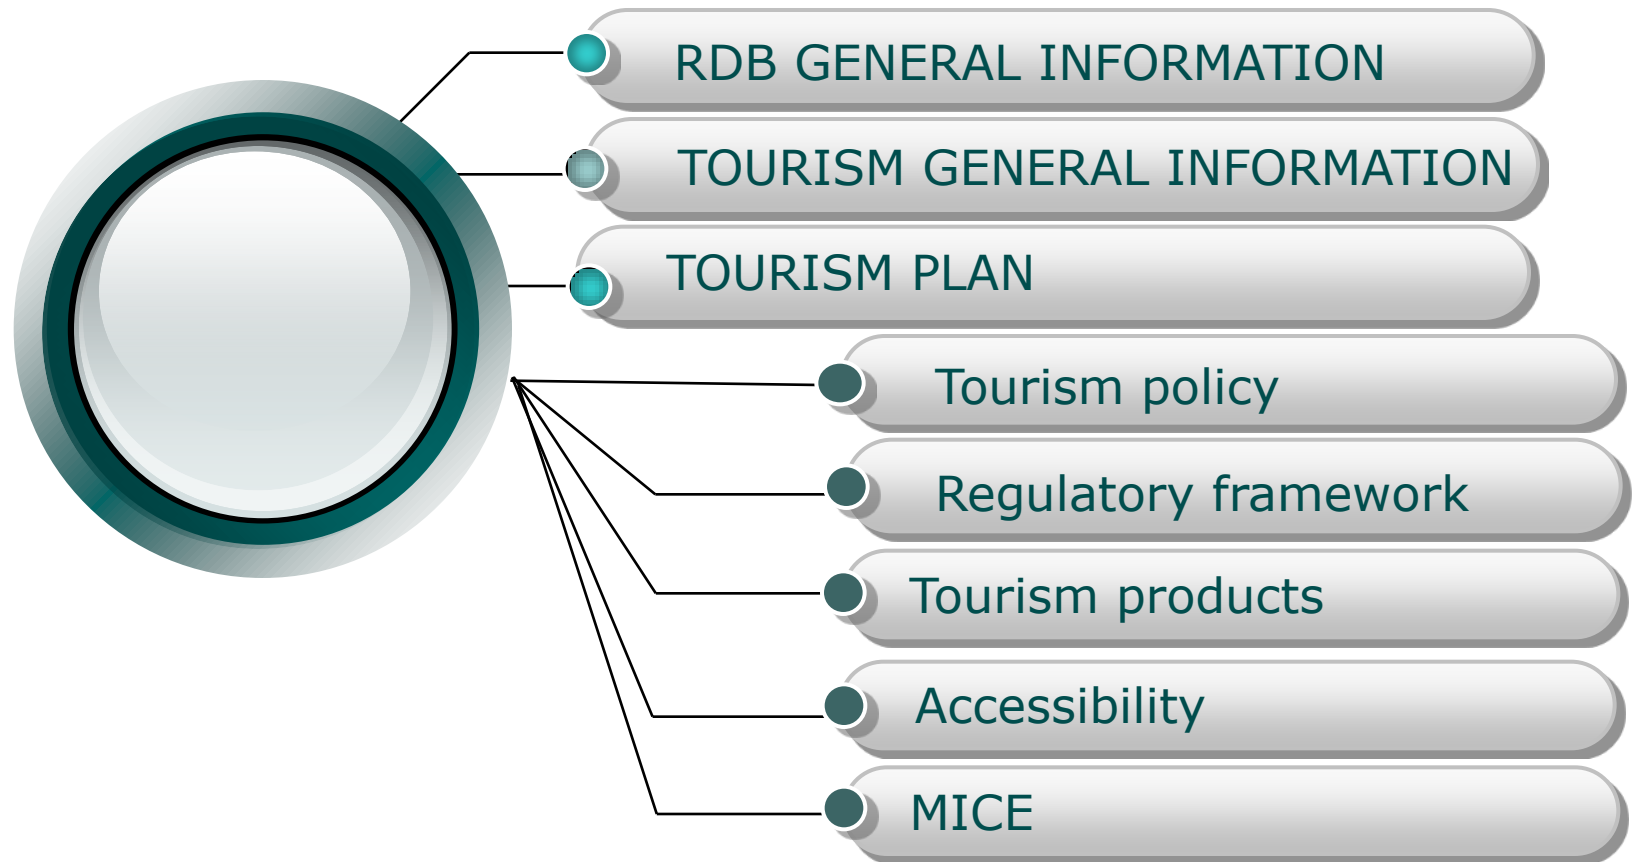 RDB GENERAL INFORMATION
TOURISM GENERAL INFORMATION
TOURISM PLAN
Tourism policy
Regulatory framework
Tourism products
Accessibility
MICE